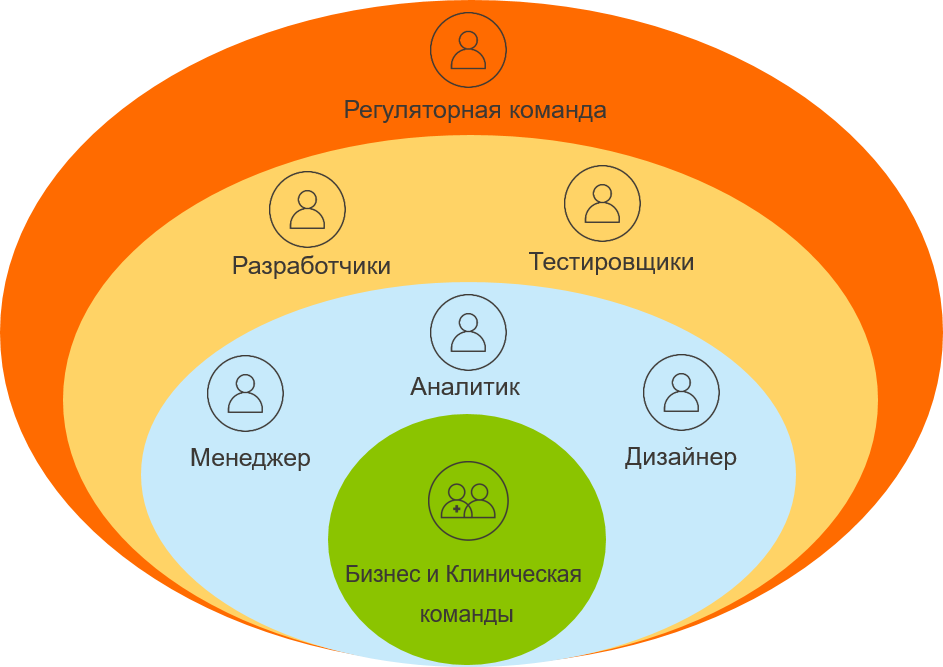 Регуляторная команда
Разработчики
Тестировщики
Аналитик
Менеджер
Дизайнер
Бизнес и Клиническая
команды